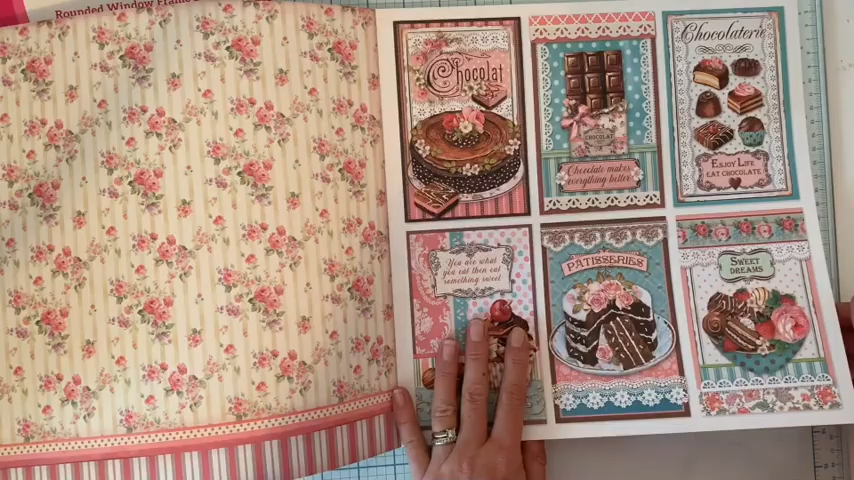 Rounded Window Frame
Chocolat
CHOCOLAT
Chocolate makes
everything better.
Chocolaterie
ENJOY LIFE
EAT CHOCOLATE
You are what
you eat then eat
something sweet
PATISSERIES
SWEET
DREAMS